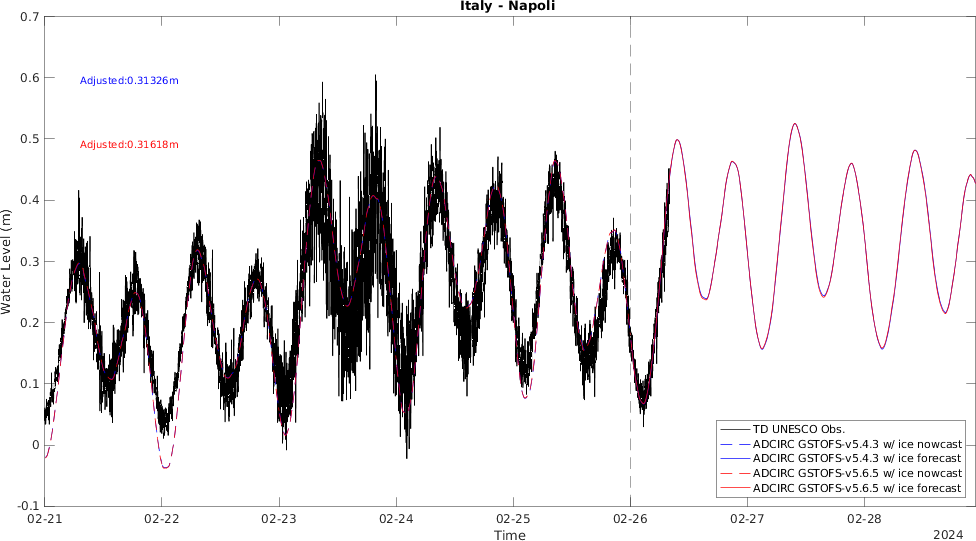 Italy - Napoli
0.7
0.6
0.5
0.4
0.3
0.2
0.1
0
-0.1
Water Level (m)
Adjusted:0.31326m
Adjusted:0.31618m
TD UNESCO Obs.
ADCIRC GSTOFS-v5.4.3 w/ ice nowcast
ADCIRC GSTOFS-v5.4.3 w/ ice forecast
ADCIRC GSTOFS-v5.6.5 w/ ice nowcast
ADCIRC GSTOFS-v5.6.5 w/ ice forecast
02-21 02-22 02-23 02-24 02-25 02-26 02-27 02-28
Time
2024